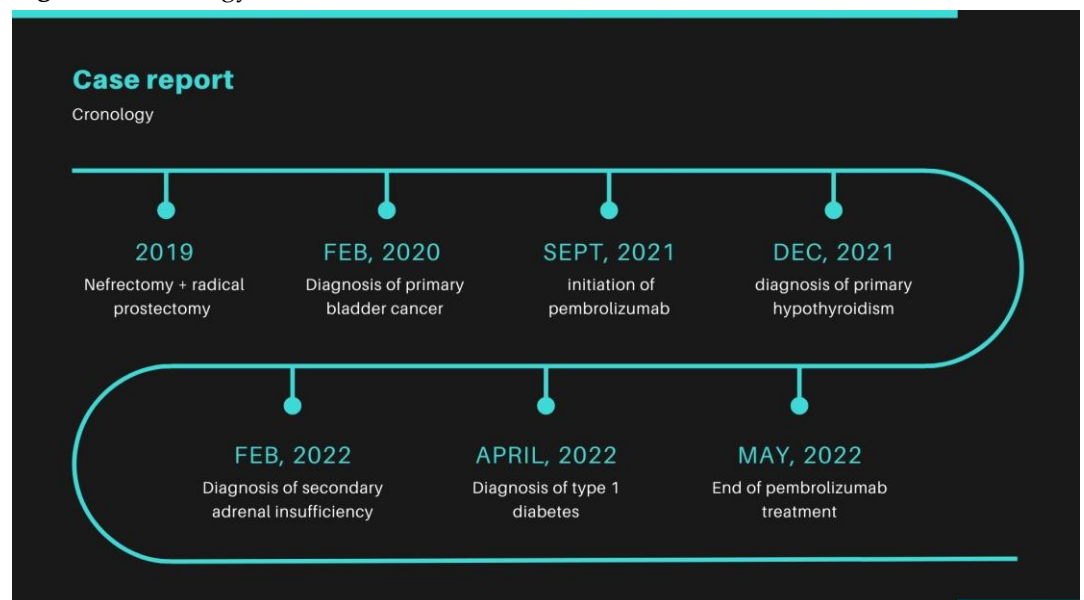 Case report
Cronology
2019
Nefrectomy + radical
prostectomy
FEB, 2020
Diagnosis of primary
bladder cancer
SEPT, 2021
initiation of
pembrolizumab
DEC, 2021
diagnosis of primary
hypothyroidism
FEB, 2022
Diagnosis of secondary
adrenal insufficiency
APRIL, 2022
Diagnosis of type 1
diabetes
MAY, 2022
End of pembrolizumab
treatment